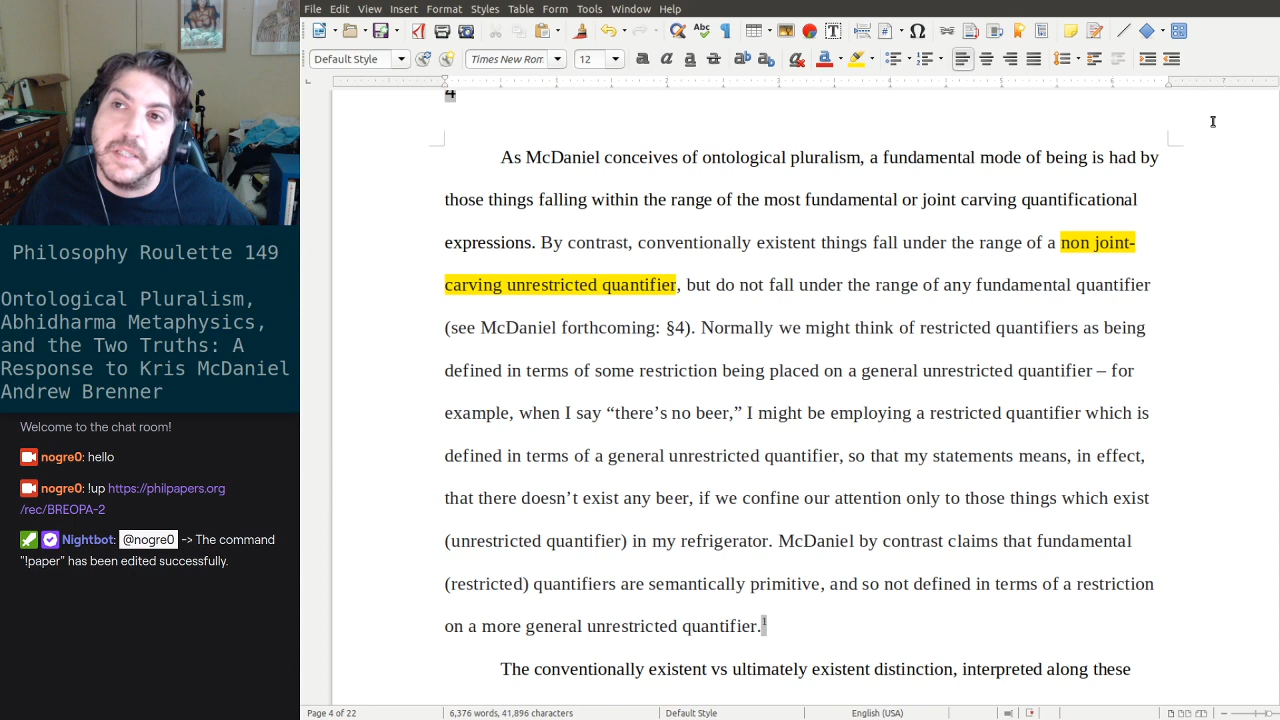 File Edit View Insert Format Styles Table Form Tools Window Help
Default Style Times New Rom 12
4
As McDaniel conceives of ontological pluralism, a fundamental mode of being is had by
those things falling within the range of the most fundamental or joint carving quantificational
expressions. By contrast, conventionally existent things fall under the range of a non joint-
carving unrestricted quantifier, but do not fall under the range of any fundamental quantifier
(see McDaniel forthcoming: §4). Normally we might think of restricted quantifiers as being
defined in terms of some restriction being placed on a general unrestricted quantifier – for
example, when I say “there’s no beer,” I might be employing a restricted quantifier which is
defined in terms of a general unrestricted quantifier, so that my statements means, in effect,
that there doesn’t exist any beer, if we confine our attention only to those things which exist
(unrestricted quantifier) in my refrigerator. McDaniel by contrast claims that fundamental
(restricted) quantifiers are semantically primitive, and so not defined in terms of a restriction
on a more general unrestricted quantifier.1
The conventionally existent vs ultimately existent distinction, interpreted along these
Page 4 of 22 6,376 words, 41,896 characters Default Style English (USA)
Philosophy Roulette 149
Ontological Pluralism,
Abhidharma Metaphysics,
and the Two Truths: A
Response to Kris McDaniel
Andrew Brenner
Welcome to the chat room!
nogre0: hello
nogre0: !up https://philpapers.org
/rec/BREOPA-2
Nightbot: @nogre0 -> The command
"!paper" has been edited successfully.